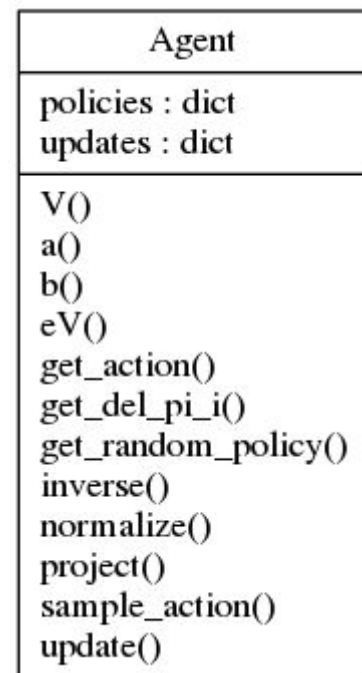 Agent
policies : dict
updates : dict
V()
a()
b()
eV()
get_action()
get_del_pi_i()
get_random_policy()
inverse()
normalize()
project()
sample_action()
update()